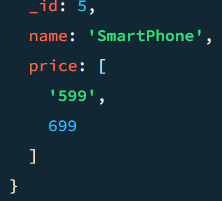 _id: 5,
name: 'SmartPhone',
price: [
'599',
699
]
}